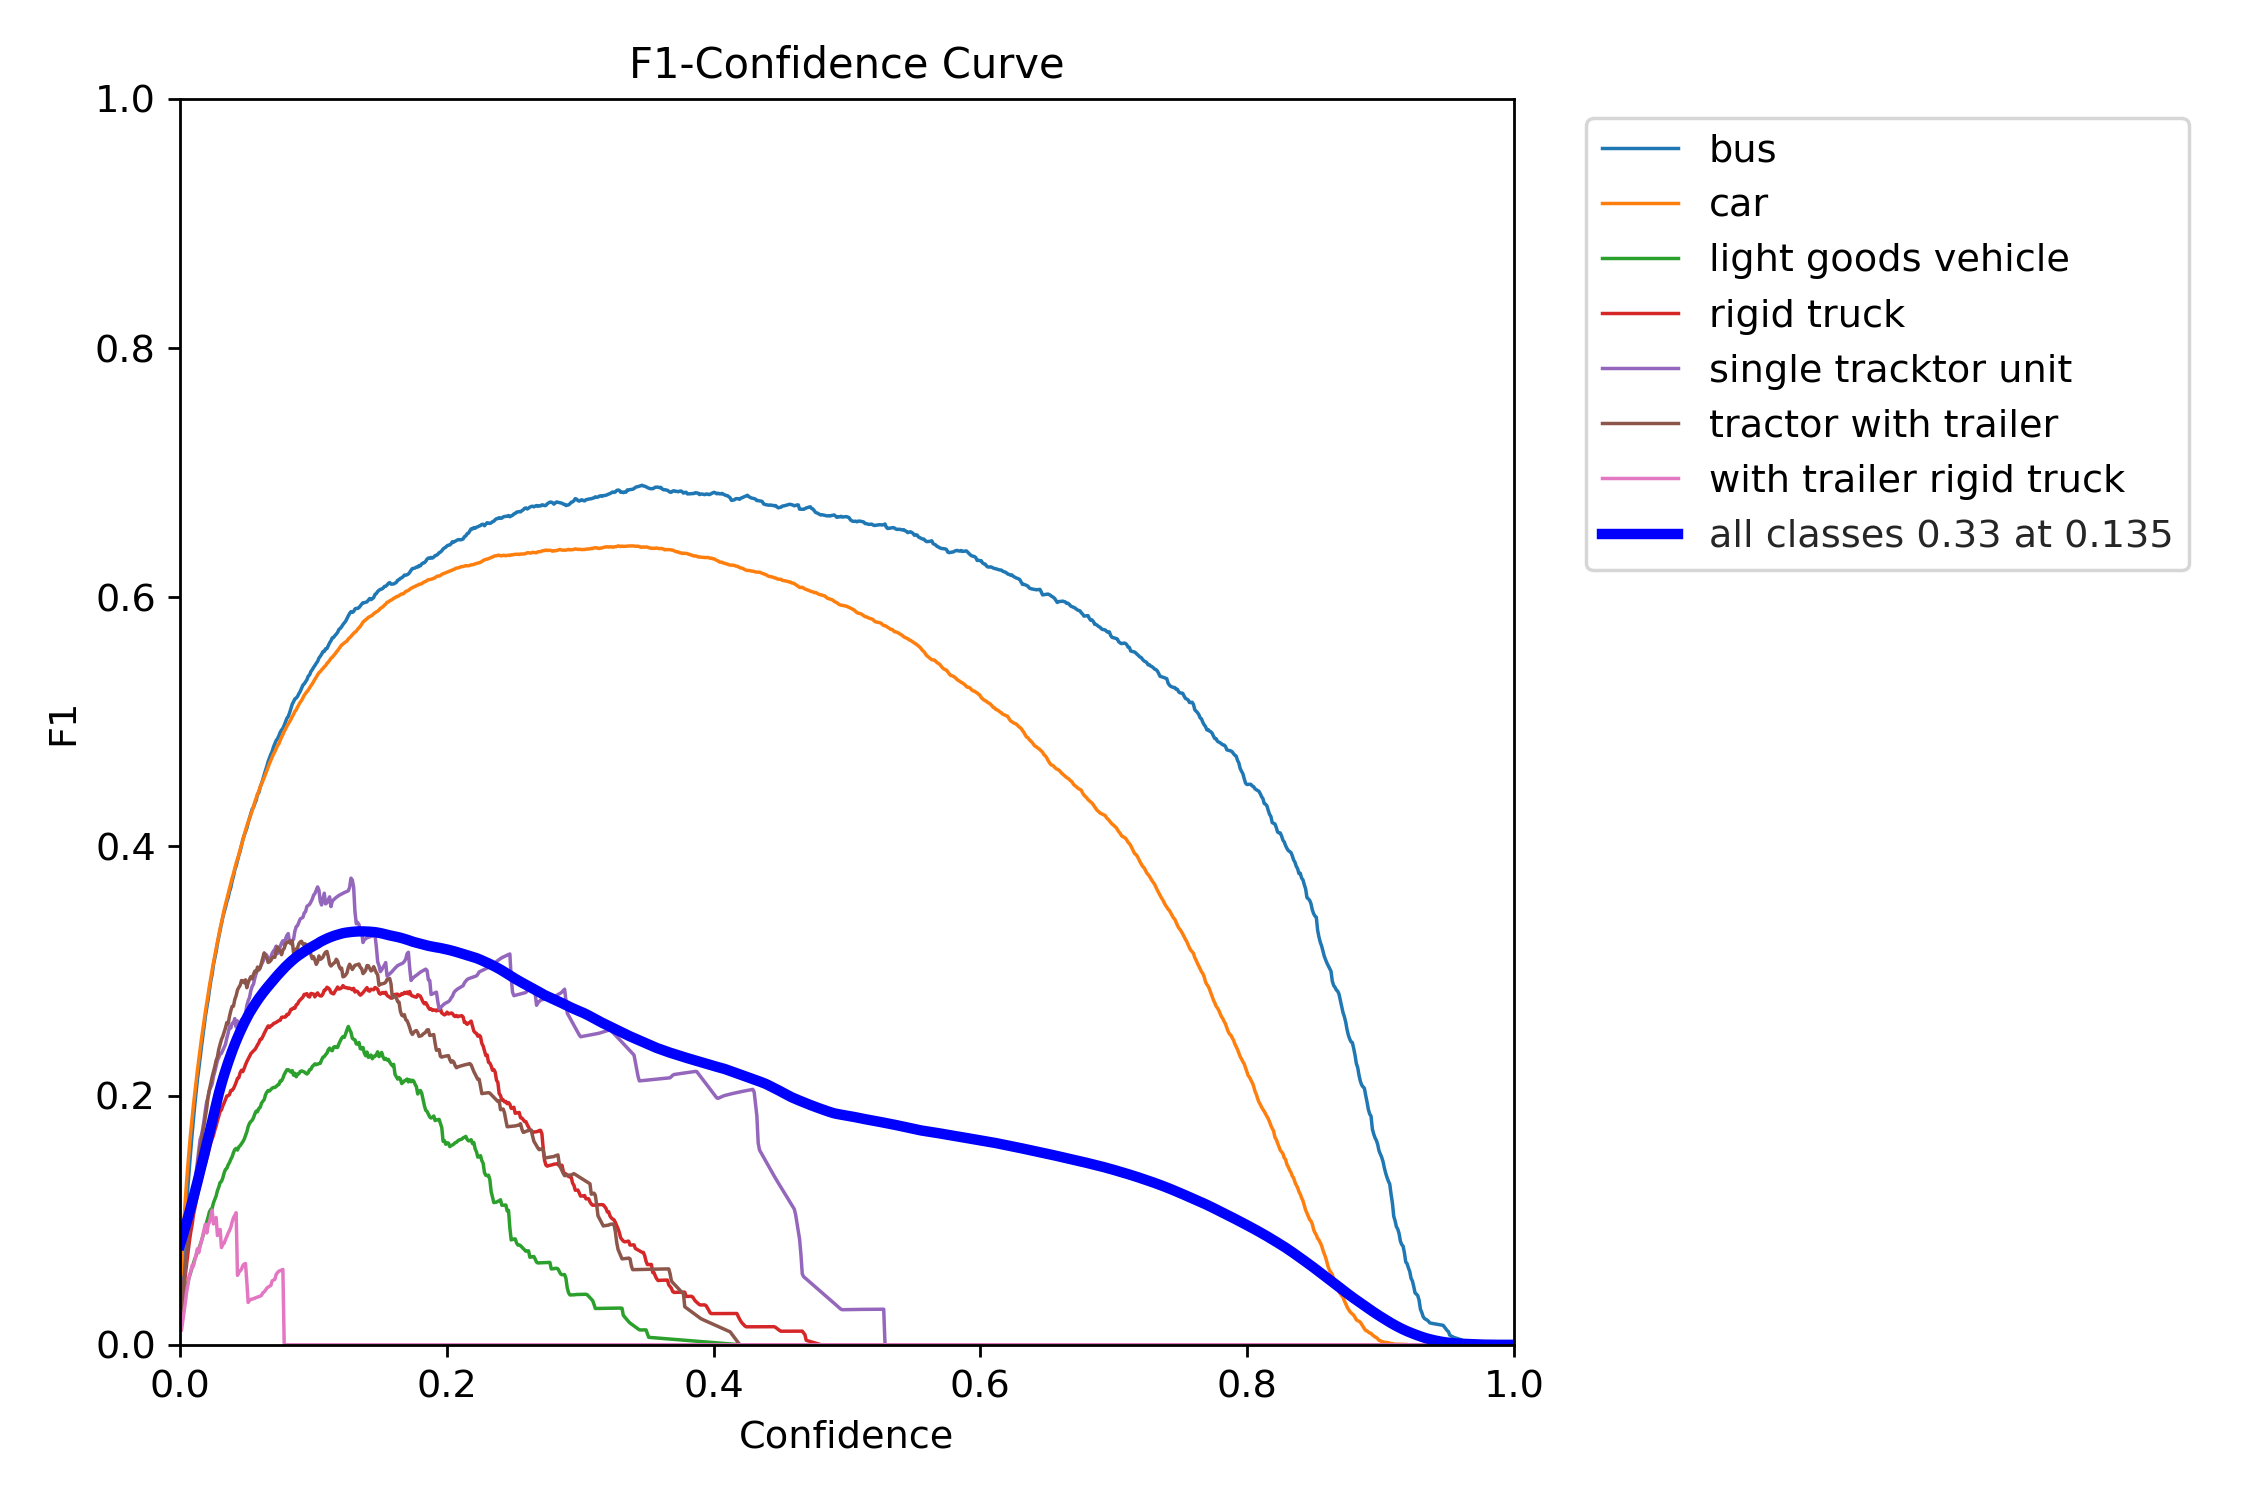 F1-Confidence Curve
1.0
0.8
0.6
0.4
0.2
0.0
F1
0.0 0.2 0.4 0.6 0.8 1.0
Confidence
bus
car
light goods vehicle
rigid truck
single tracktor unit
tractor with trailer
with trailer rigid truck
all classes 0.33 at 0.135